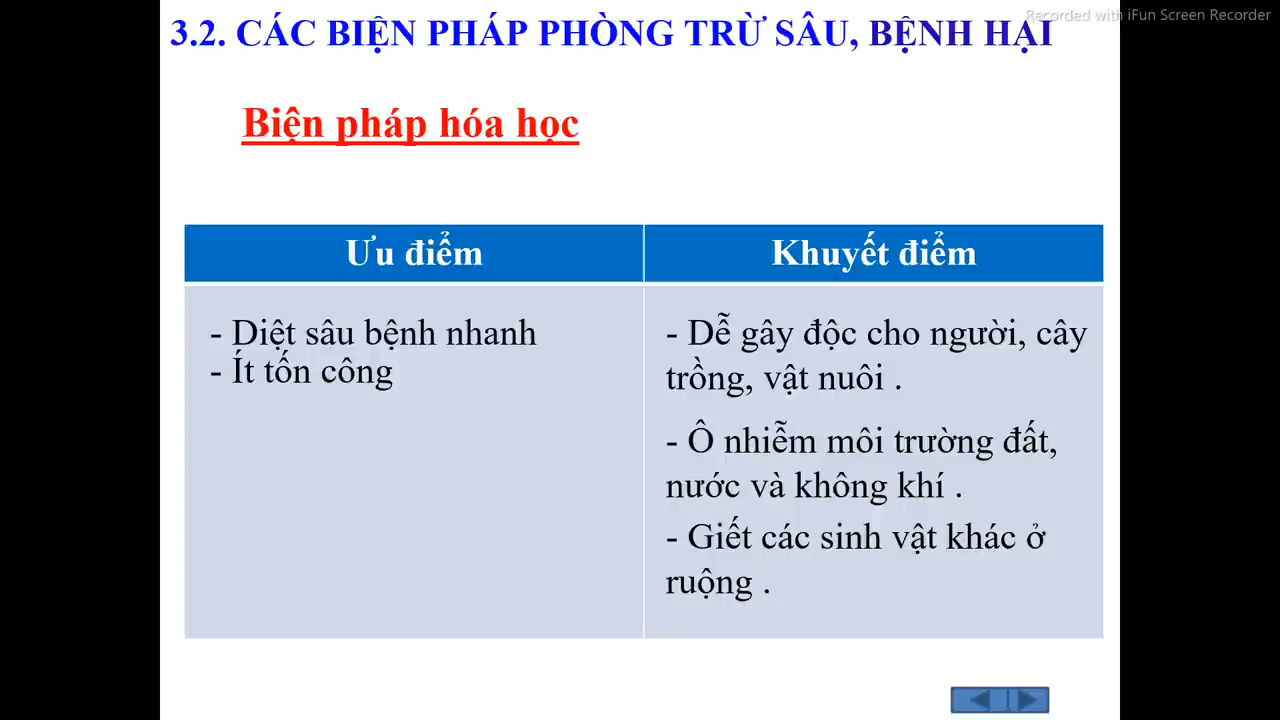 Recorded with iFun Screen Recorder
3.2. CÁC BIỆN PHÁP PHÒNG TRỪ SÂU, BỆNH HẠI
Biện pháp hóa học
Ưu điểm
Khuyết điểm
- Diệt sâu bệnh nhanh
- Ít tốn công
- Dễ gây độc cho người, cây
trồng, vật nuôi .
- Ô nhiễm môi trường đất,
nước và không khí .
- Giết các sinh vật khác ở
ruộng .